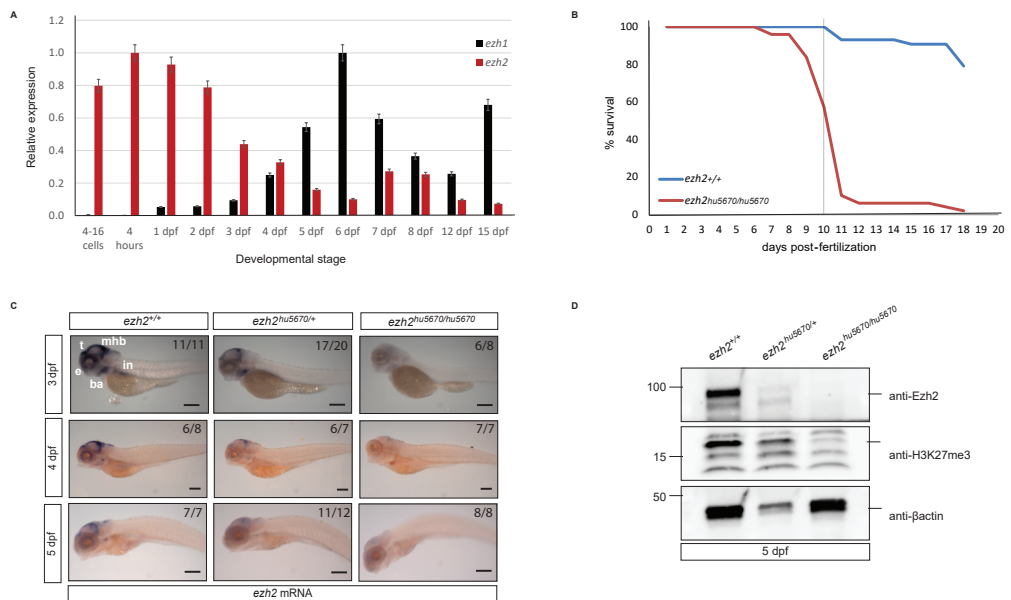 A
1.2
1.0
0.8
0.6
0.4
0.2
0.0
Relative expression
ezh1
ezh2
4-16 cells
4 hours
1 dpf
2 dpf
3 dpf
4 dpf
5 dpf
6 dpf
7 dpf
8 dpf
12 dpf
15 dpf
Developmental stage
B
100
80
60
40
20
0
% survival
ezh2+/+
ezh2hu5670/hu5670
0 1 2 3 4 5 6 7 8 9 10 11 12 13 14 15 16 17 18 19 20
days post-fertilization
C
ezh2+/+
ezh2hu5670/+
ezh2hu5670/hu5670
3 dpf
t
mhb
e
in
ba
11/11
17/20
6/8
4 dpf
6/8
6/7
7/7
5 dpf
7/7
11/12
8/8
ezh2 mRNA
D
ezh2+/+
ezh2hu5670/+
ezh2hu5670/hu5670
100
anti-Ezh2
15
anti-H3K27me3
50
anti-βactin
5 dpf